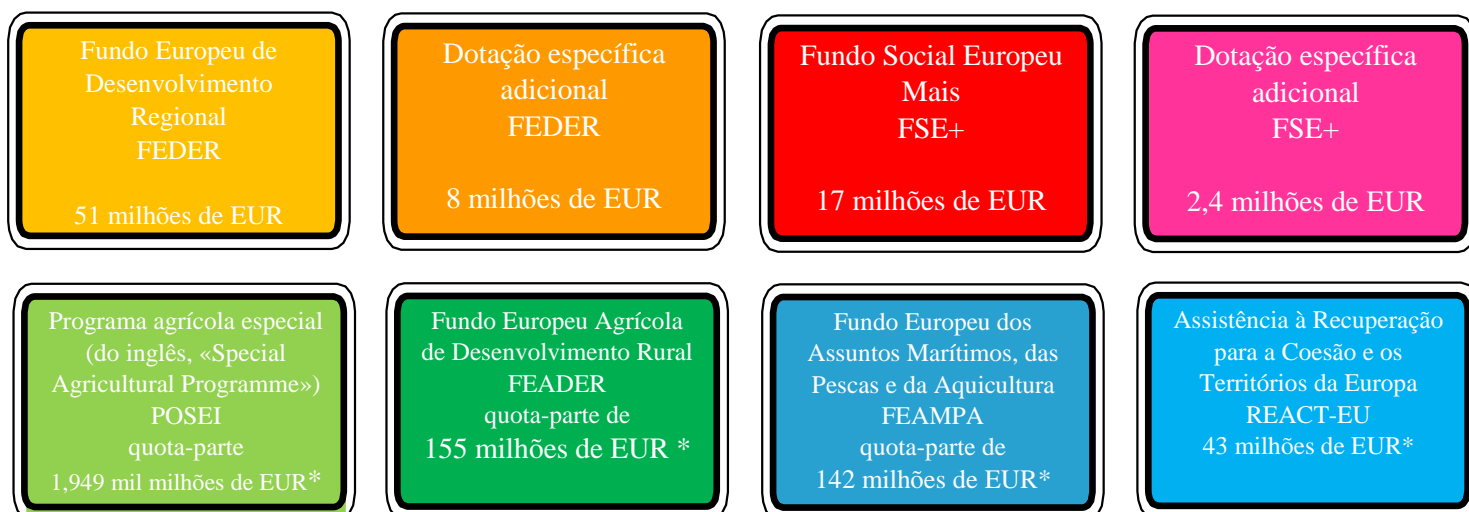 Fundo Europeu de
Desenvolvimento
Regional
FEDER
51 milhões de EUR
Dotação específica
adicional
FEDER
8 milhões de EUR
Fundo Social Europeu
Mais
FSE+
17 milhões de EUR
Dotação específica
adicional
FSE+
2,4 milhões de EUR
Programa agrícola especial
(do inglês, «Special
Agricultural Programme»)
POSEI
quota-parte
1,949 mil milhões de EUR*
Fundo Europeu Agrícola
de Desenvolvimento Rural
FEADER
quota-parte de
155 milhões de EUR *
Fundo Europeu dos
Assuntos Marítimos, das
Pescas e da Aquicultura
FEAMPA
quota-parte de
142 milhões de EUR*
Assistência à Recuperação
para a Coesão e os
Territórios da Europa
REACT-EU
43 milhões de EUR*